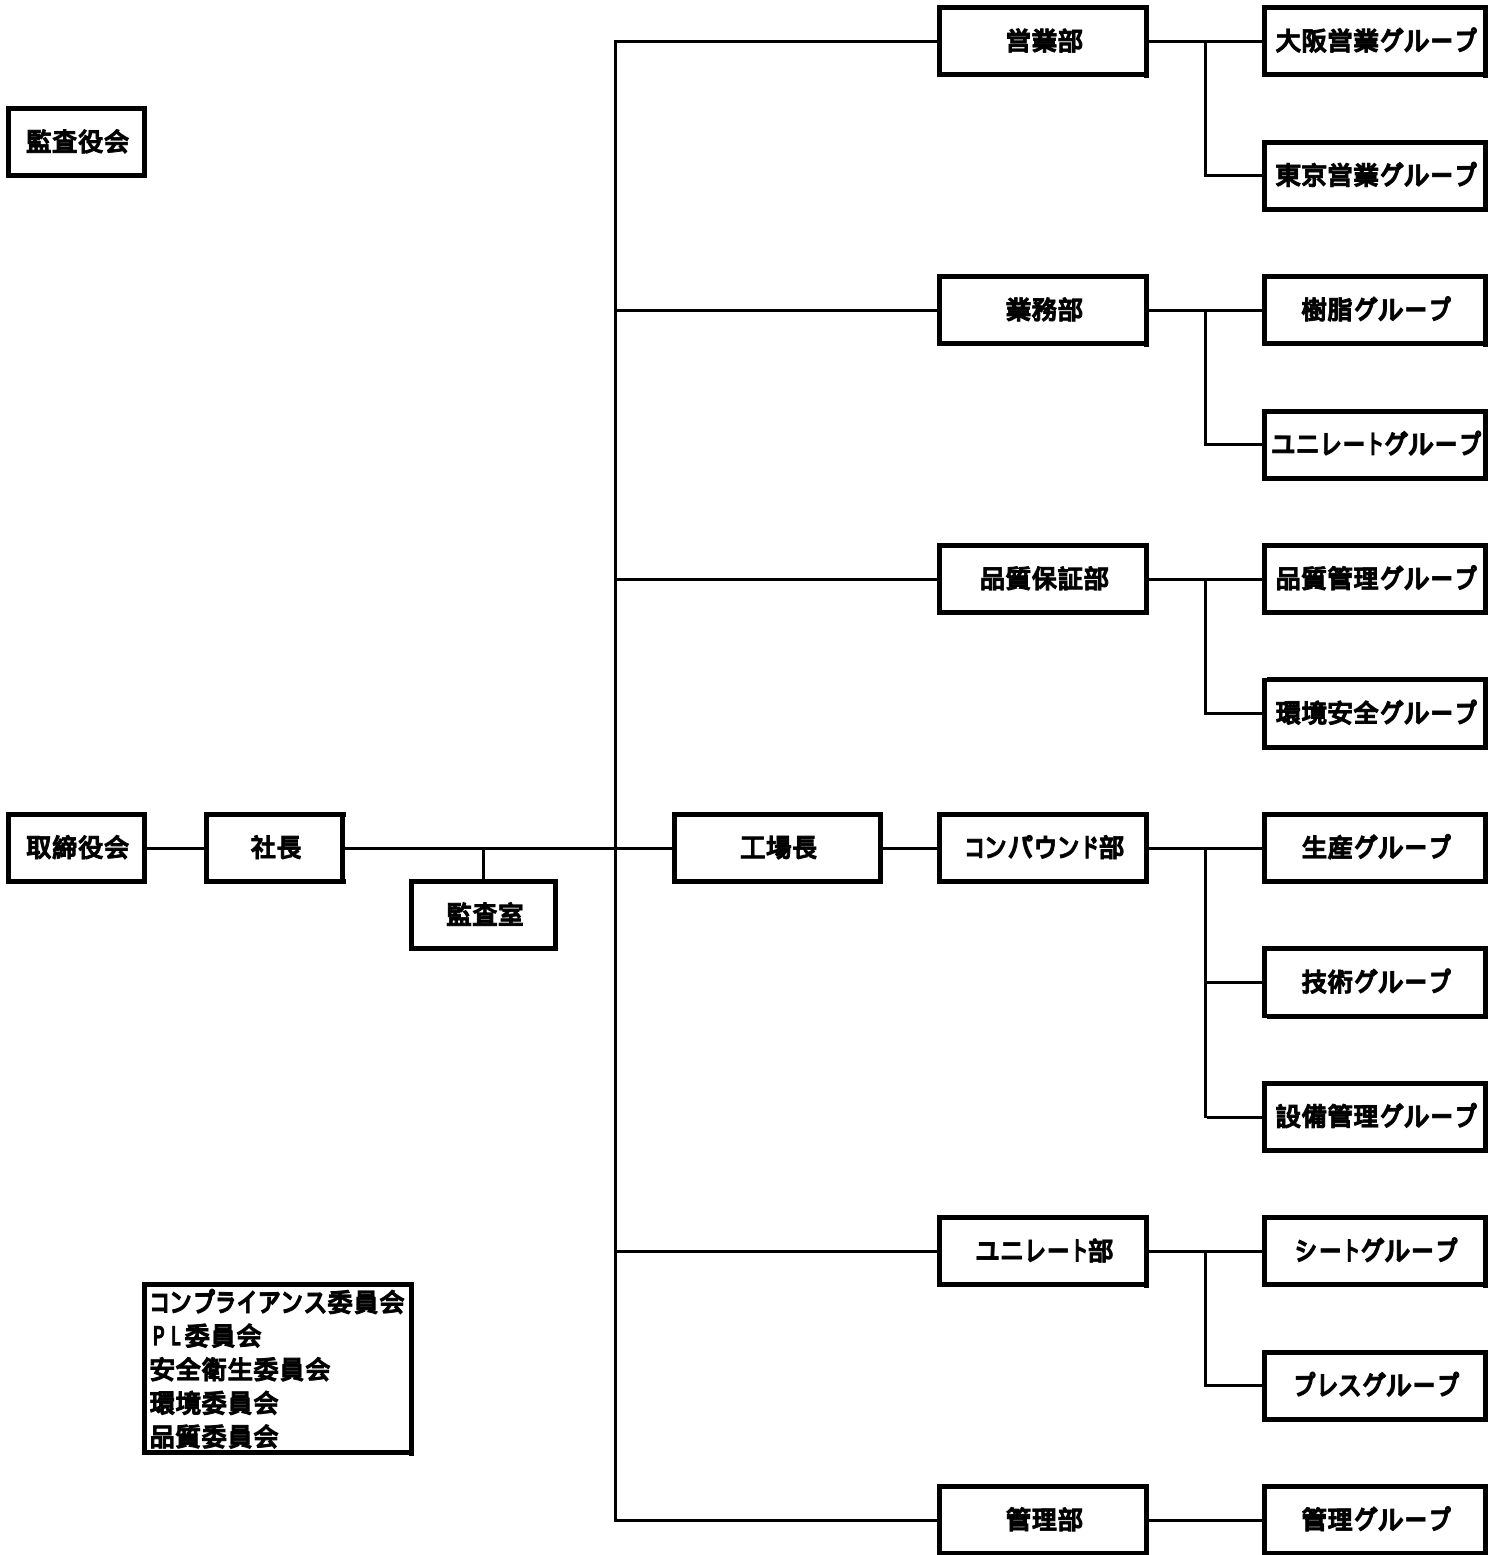 営業部
大阪営業グループ
監査役会
東京営業グループ
業務部
樹脂グループ
ユニレートグループ
品質保証部
品質管理グループ
環境安全グループ
取締役会
社長
工場長
コンパウンド部
生産グループ
監査室
技術グループ
設備管理グループ
ユニレート部
シートグループ
コンプライアンス委員会
PL委員会
安全衛生委員会
環境委員会
品質委員会
プレスグループ
管理部
管理グループ